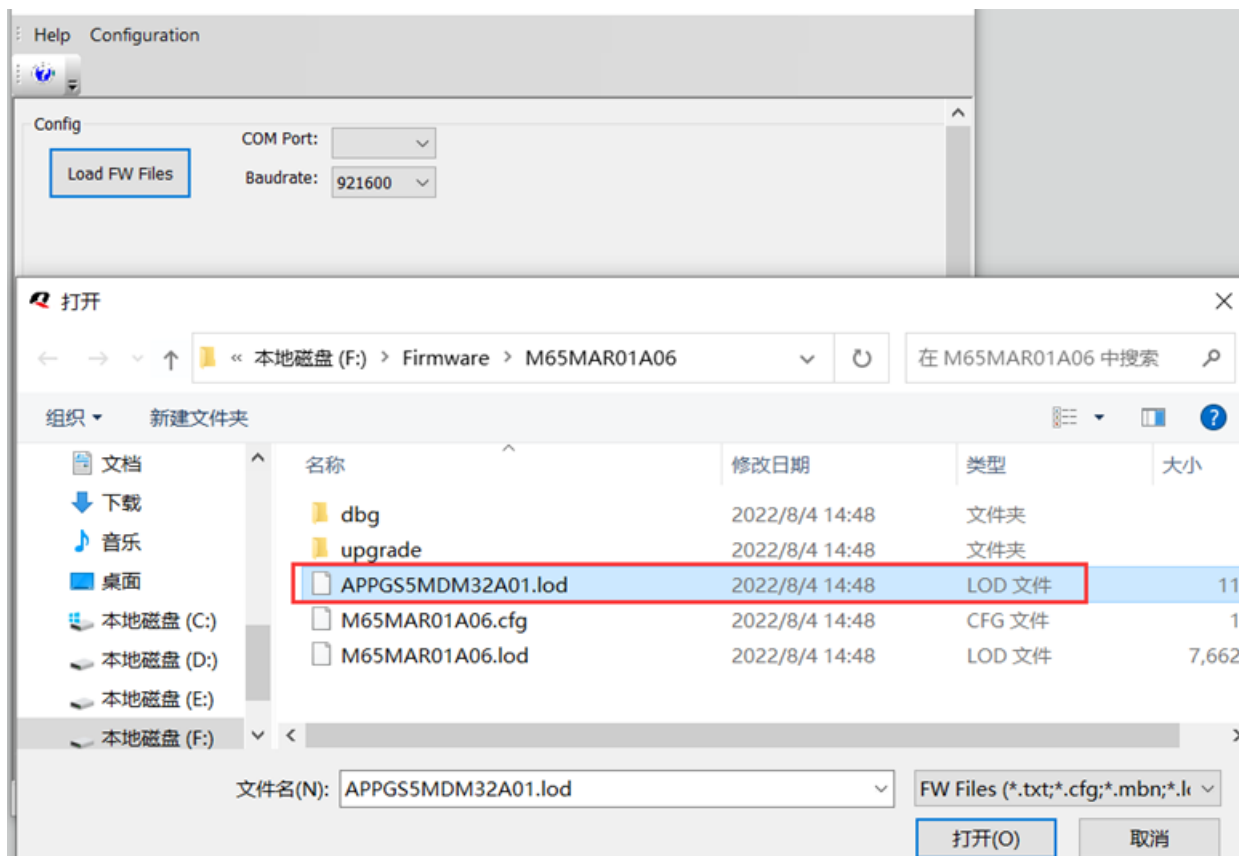 Help Configuration
Config
COM Port:
Load FW Files
Baudrate: 921600
打开
« 本地磁盘 (F:) > Firmware > M65MAR01A06
在 M65MAR01A06 中搜索
组织 新建文件夹
名称 修改日期 类型 大小
文档
下载
音乐
桌面
本地磁盘 (C:)
本地磁盘 (D:)
本地磁盘 (E:)
本地磁盘 (F:)
dbg 2022/8/4 14:48 文件夹
upgrade 2022/8/4 14:48 文件夹
APPGS5MDM32A01.lod 2022/8/4 14:48 LOD 文件 11
M65MAR01A06.cfg 2022/8/4 14:48 CFG 文件 1
M65MAR01A06.lod 2022/8/4 14:48 LOD 文件 7,662
文件名(N): APPGS5MDM32A01.lod
FW Files (*.txt;*.cfg;*.mbn;*.l
打开(O) 取消